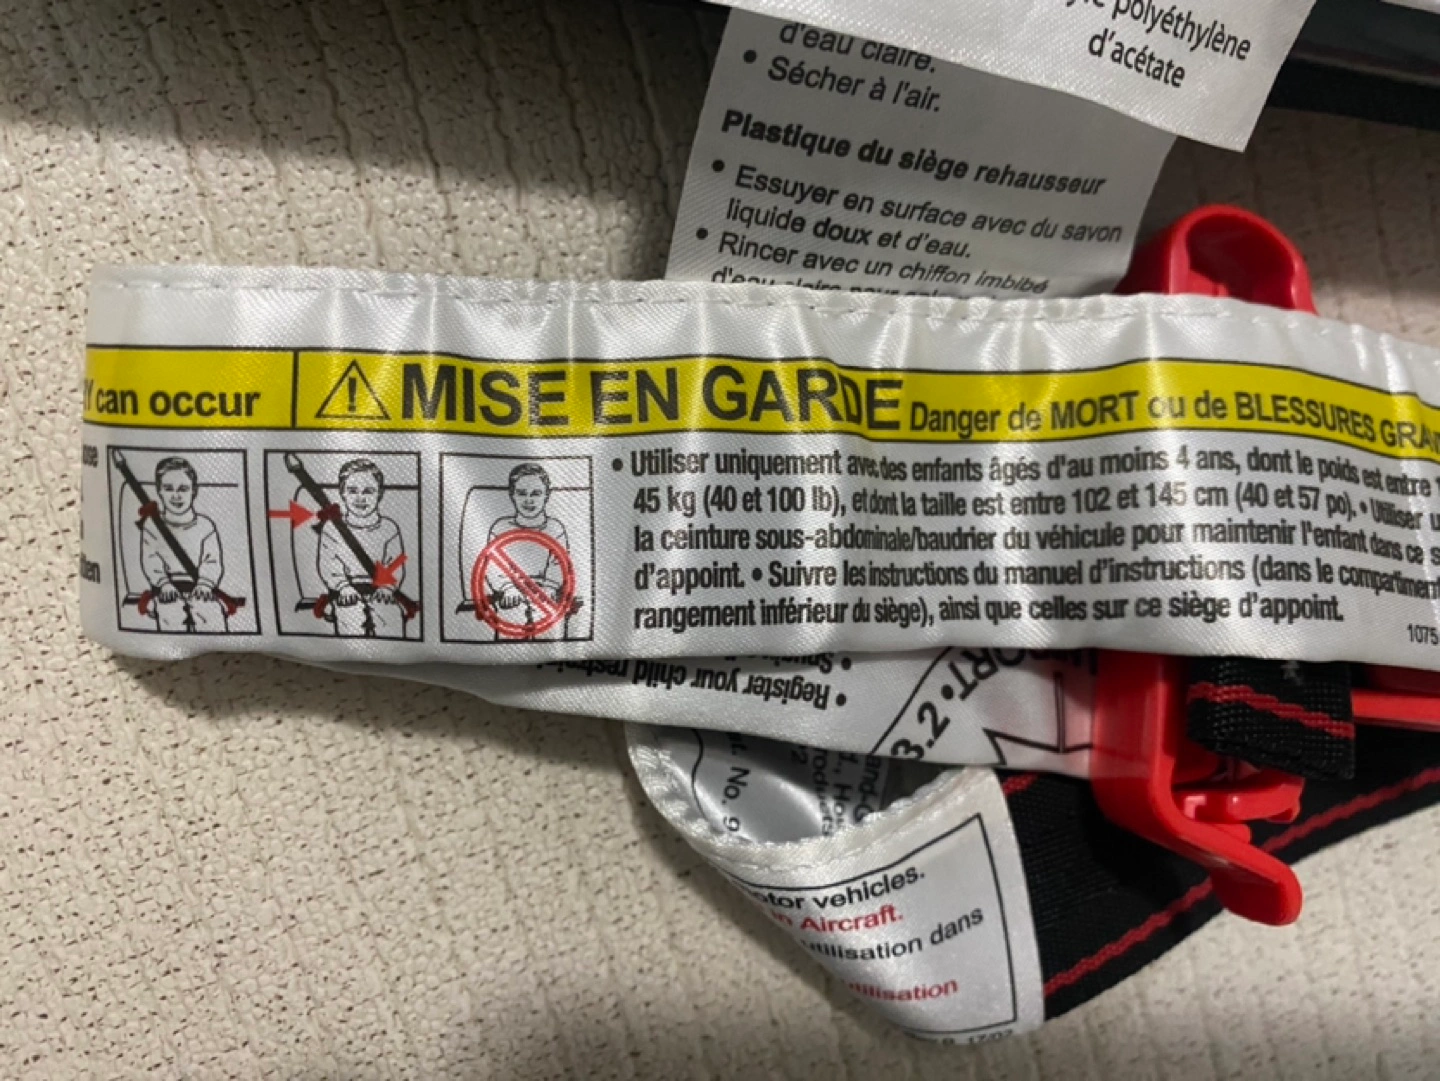 polyéthylène
d'acétate
d'eau claire.
• Sécher à l'air.
Plastique du siège rehausseur
• Essuyer en surface avec du savon
liquide doux et d'eau.
• Rincer avec un chiffon imbibé
can occur
MISE EN GARDE Danger de MORT ou de BLESSURES
• Utiliser uniquement avec des enfants âgés d'au moins 4 ans, dont le poids est entre
45 kg (40 et 100 lb), et dont la taille est entre 102 et 145 cm (40 et 57 po). • Utiliser
la ceinture sous-abdominale/baudrier du véhicule pour maintenir l'enfant dans ce
d'appoint. • Suivre les instructions du manuel d'instructions (dans le compartiment
rangement inférieur du siège), ainsi que celles sur ce siège d'appoint.
1075
• Register your child
3.2 •
No. 9
vehicles.
Aircraft.
utilisation dans
utilisation